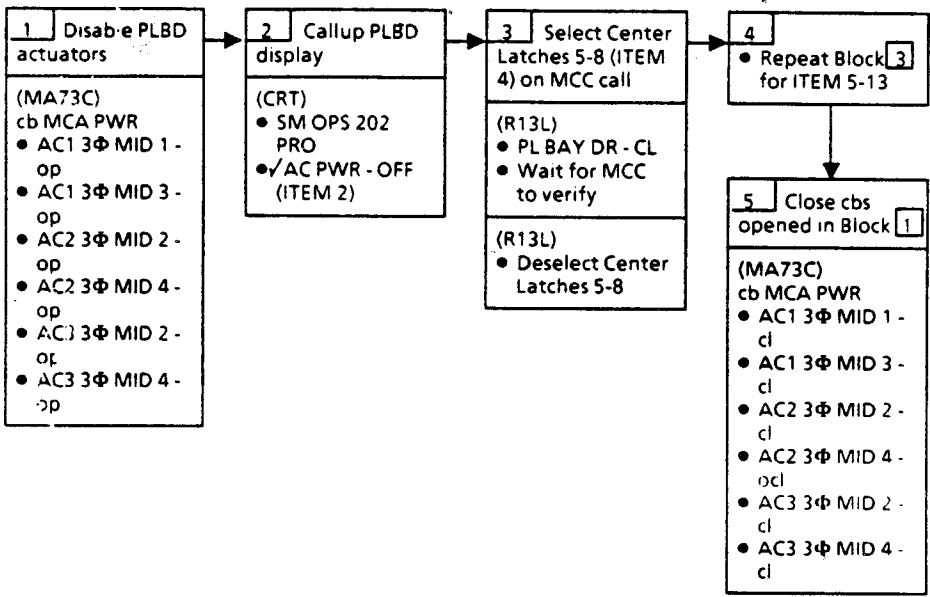 1 Disable PLBD
actuators
(MA73C)
cb MCA PWR
● AC1 3Φ MID 1 -
op
● AC1 3Φ MID 3 -
op
● AC2 3Φ MID 2 -
op
● AC2 3Φ MID 4 -
op
● AC3 3Φ MID 2 -
op
● AC3 3Φ MID 4 -
op
2 Callup PLBD
display
(CRT)
● SM OPS 202
PRO
●√ AC PWR - OFF
(ITEM 2)
3 Select Center
Latches 5-8 (ITEM
4) on MCC call
(R13L)
● PL BAY DR - CL
● Wait for MCC
to verify
(R13L)
● Deselect Center
Latches 5-8
4
● Repeat Block 3
for ITEM 5-13
5 Close cbs
opened in Block 1
(MA73C)
cb MCA PWR
● AC1 3Φ MID 1 -
cl
● AC1 3Φ MID 3 -
cl
● AC2 3Φ MID 2 -
cl
● AC2 3Φ MID 4 -
ocl
● AC3 3Φ MID 2 -
cl
● AC3 3Φ MID 4 -
cl